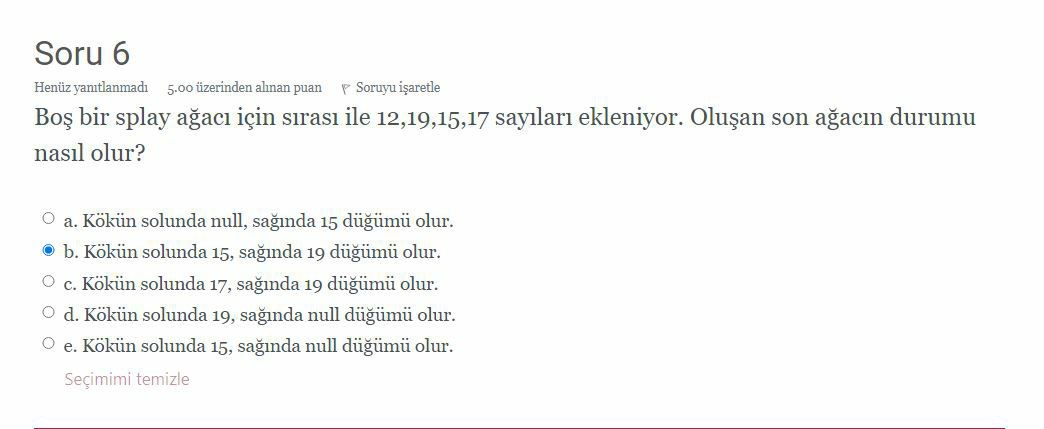 Soru 6
Henüz yanıtlanmadı 5.00 üzerinden alınan puan Soruyu işaretle
Boş bir splay ağacı için sırası ile 12,19,15,17 sayıları ekleniyor. Oluşan son ağacın durumu
nasıl olur?
a. Kökün solunda null, sağında 15 düğümü olur.
b. Kökün solunda 15, sağında 19 düğümü olur.
c. Kökün solunda 17, sağında 19 düğümü olur.
d. Kökün solunda 19, sağında null düğümü olur.
e. Kökün solunda 15, sağında null düğümü olur.
Seçimimi temizle